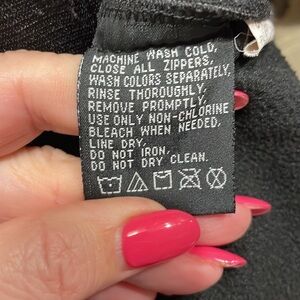 MACHINE WASH COLD,
CLOSE ALL ZIPPERS,
WASH COLORS SEPARATELY,
RINSE THOROUGHLY,
REMOVE PROMPTLY,
USE ONLY NON-CHLORINE
BLEACH WHEN NEEDED,
LINE DRY.
DO NOT IRON.
DO NOT DRY CLEAN.